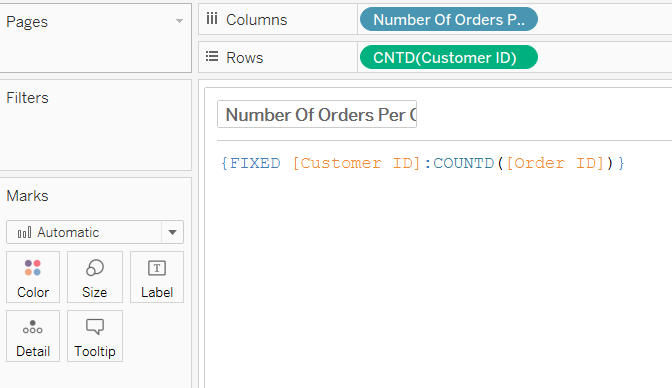 Pages
Columns
Number Of Orders P..
Rows
CNTD(Customer ID)
Filters
Number Of Orders Per C
{FIXED [Customer ID]:COUNTD([Order ID])}
Marks
Automatic
Color
Size
T
Label
Detail
Tooltip